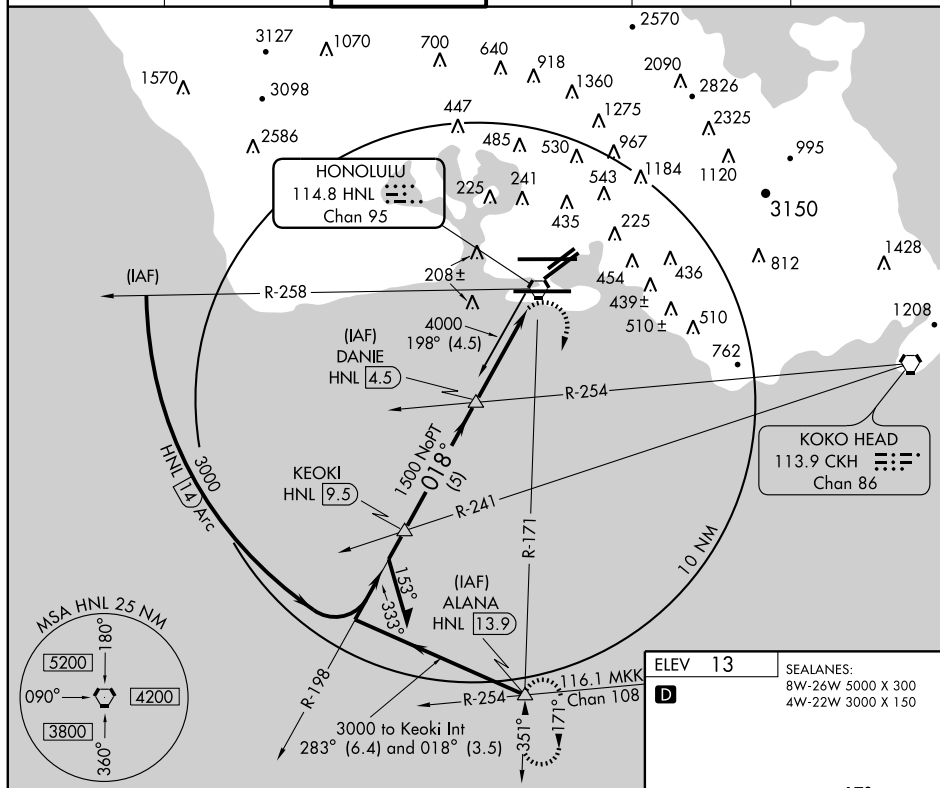 3127
1070
700
640
918
2570
1570
3098
1360
2090
2826
447
1275
2325
2586
485
530
967
995
HONOLULU
114.8 HNL
Chan 95
225
241
543
1184
1120
435
3150
225
208±
454
436
812
1428
439±
(IAF)
R-258
510±
510
1208
4000
198° (4.5)
762
(IAF)
DANIE
HNL 4.5
R-254
KOKO HEAD
113.9 CKH
Chan 86
3000
HNL 14 Arc
1500 NoPT
018°
(5)
KEOKI
HNL 9.5
R-241
R-171
10 NM
153°
333°
(IAF)
ALANA
HNL 13.9
MSA HNL 25 NM
180°
5200
090°
4200
3800
360°
R-198
R-254
116.1 MKK
Chan 108
351°
171°
3000 to Keoki Int
283° (6.4) and 018° (3.5)
ELEV 13
D
SEALANES:
8W-26W 5000 X 300
4W-22W 3000 X 150